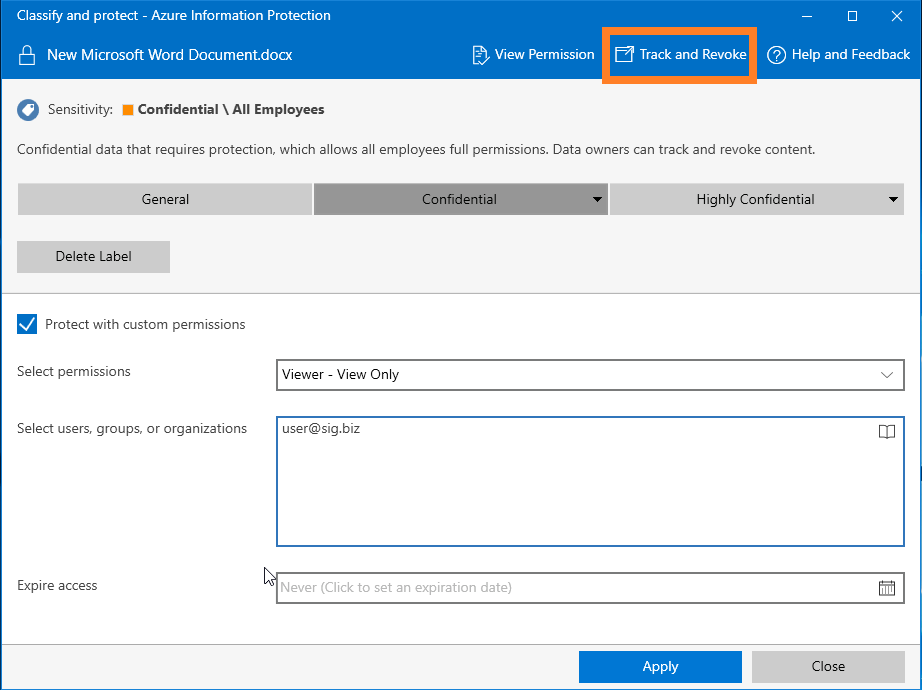 Classify and protect - Azure Information Protection
New Microsoft Word Document.docx
View Permission
Track and Revoke
Help and Feedback
Sensitivity:
Confidential \ All Employees
Confidential data that requires protection, which allows all employees full permissions. Data owners can track and revoke content.
General
Confidential
Highly Confidential
Delete Label
Protect with custom permissions
Select permissions
Viewer - View Only
Select users, groups, or organizations
user@sig.biz
Expire access
Never (Click to set an expiration date)
Apply
Close